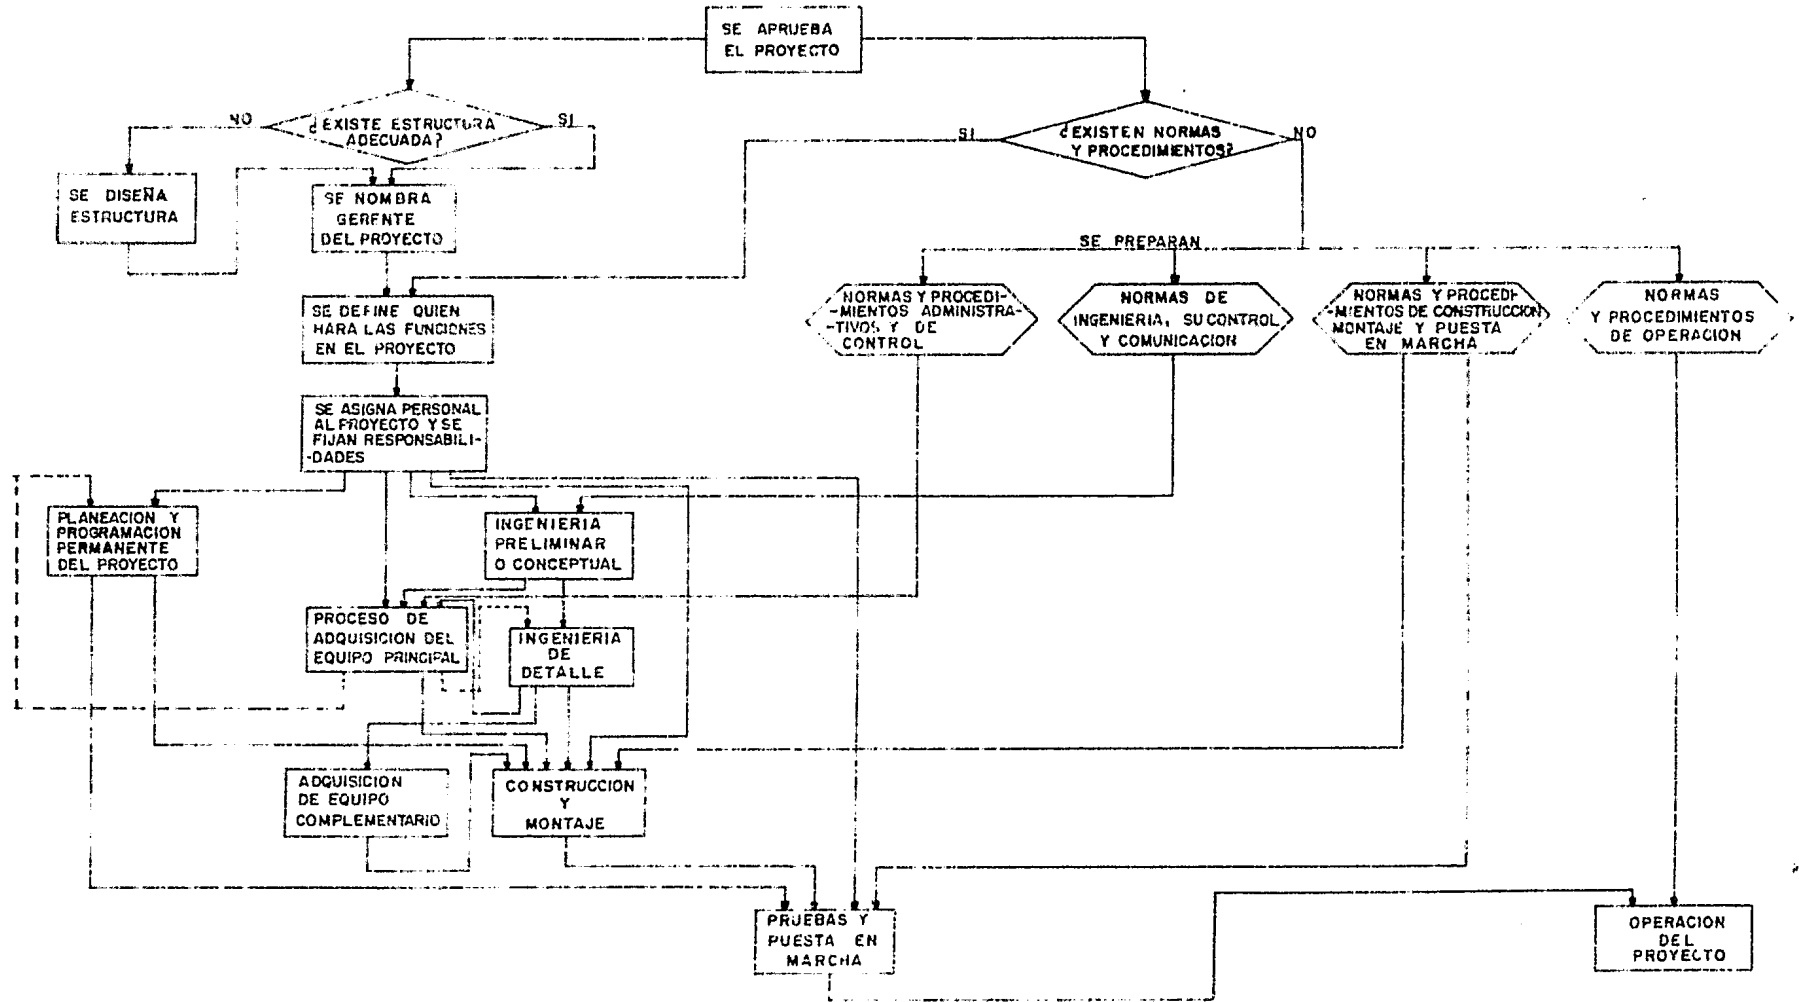 SE APRUEBA
EL PROYECTO
NO
¿EXISTE ESTRUCTURA
ADECUADA?
SI
SI
¿EXISTEN NORMAS
Y PROCEDIMIENTOS?
NO
SE DISEÑA
ESTRUCTURA
SE NOMBRA
GERENTE
DEL PROYECTO
SE PREPARAN
SE DEFINE QUIEN
HARA LAS FUNCIONES
EN EL PROYECTO
NORMAS Y PROCEDI-
-MIENTOS ADMINISTRA-
-TIVOS Y DE
CONTROL
NORMAS DE
INGENIERIA, SU CONTROL
Y COMUNICACION
NORMAS Y PROCEDI-
-MIENTOS DE CONSTRUCCION
MONTAJE Y PUESTA
EN MARCHA
NORMAS
Y PROCEDIMIENTOS
DE OPERACION
SE ASIGNA PERSONAL
AL PROYECTO Y SE
FIJAN RESPONSABILI-
-DADES
PLANEACION Y
PROGRAMACION
PERMANENTE
DEL PROYECTO
INGENIERIA
PRELIMINAR
O CONCEPTUAL
PROCESO DE
ADQUISICION DEL
EQUIPO PRINCIPAL
INGENIERIA
DE
DETALLE
ADQUISICION
DE EQUIPO
COMPLEMENTARIO
CONSTRUCCION
Y
MONTAJE
PRUEBAS Y
PUESTA EN
MARCHA
OPERACION
DEL
PROYECTO